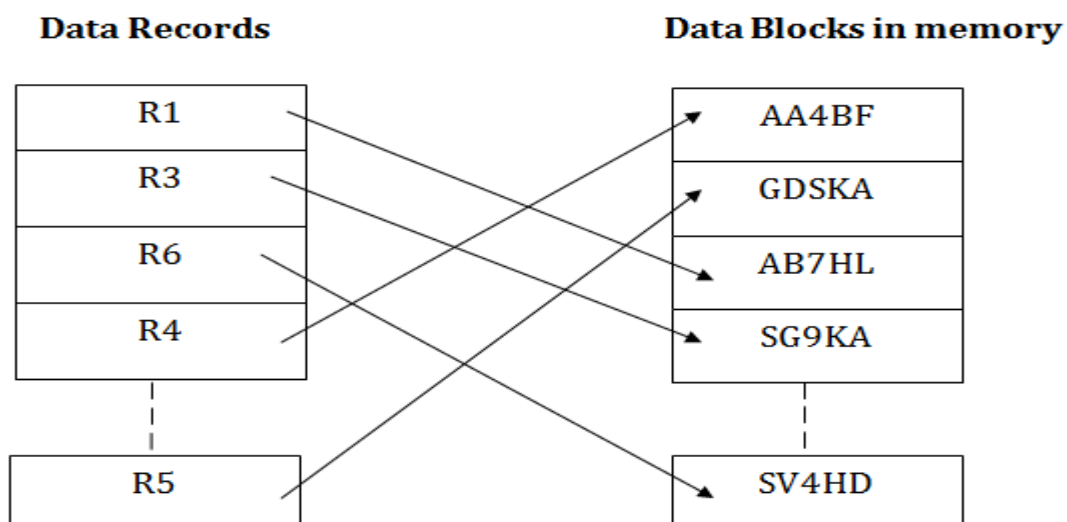 Data Records
Data Blocks in memory
R1
R3
R6
R4
R5
AA4BF
GDSKA
AB7HL
SG9KA
SV4HD